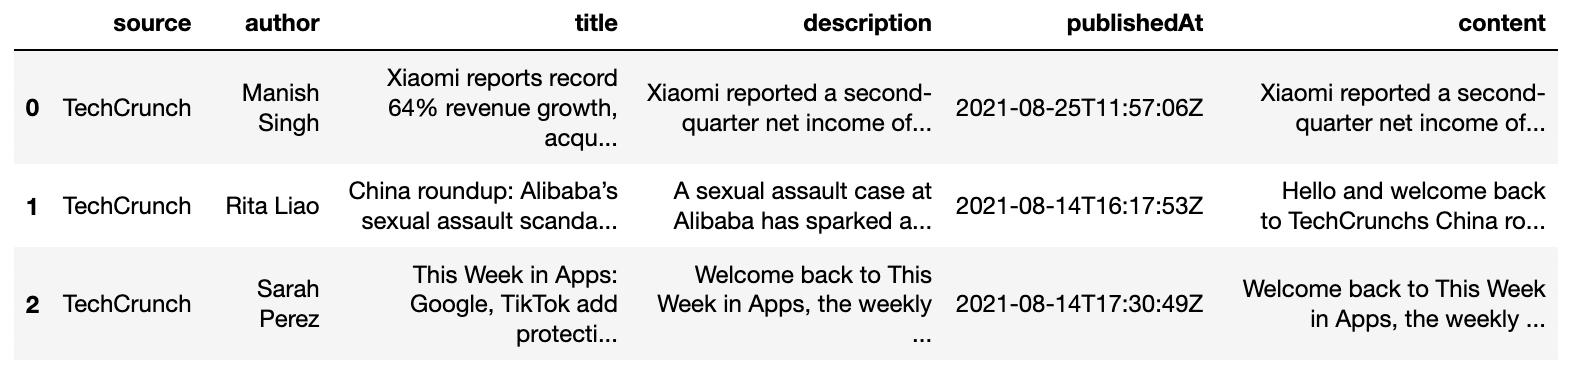 source author title description publishedAt content
0 TechCrunch Manish Singh Xiaomi reports record 64% revenue growth, acqu... Xiaomi reported a second-quarter net income of... 2021-08-25T11:57:06Z Xiaomi reported a second-quarter net income of...
1 TechCrunch Rita Liao China roundup: Alibaba’s sexual assault scanda... A sexual assault case at Alibaba has sparked a... 2021-08-14T16:17:53Z Hello and welcome back to TechCrunchs China ro...
2 TechCrunch Sarah Perez This Week in Apps: Google, TikTok add protecti... Welcome back to This Week in Apps, the weekly ... 2021-08-14T17:30:49Z Welcome back to This Week in Apps, the weekly ...